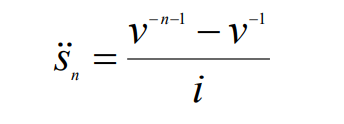 s̈ₙ = (v⁻ⁿ⁻¹ − v⁻¹) / i